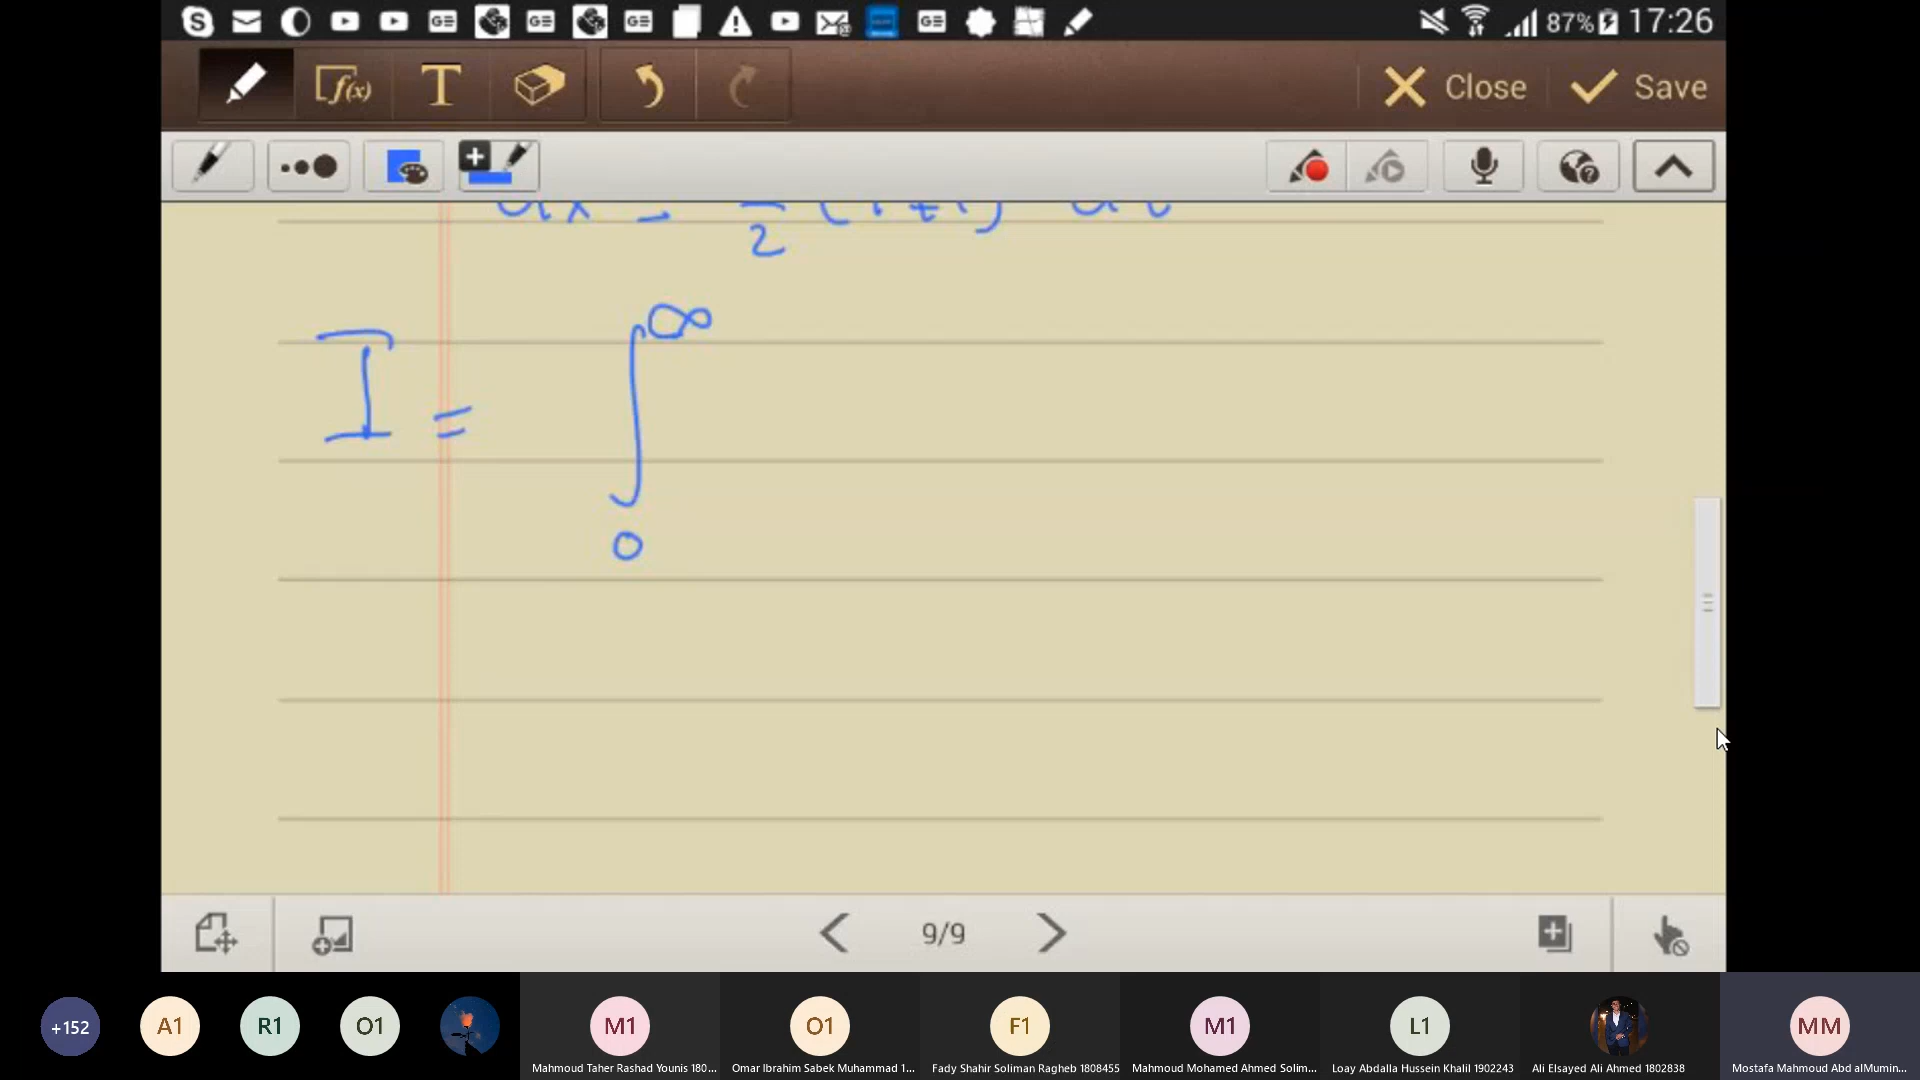 87% 17:26
T f(x) Close Save
2
I = ∫₀^∞
9/9
+152 A1 R1 O1 M1 O1 F1 M1 L1 MM
Mahmoud Taher Rashad Younis 180...
Omar Ibrahim Sabek Muhammad 1...
Fady Shahir Soliman Ragheb 1808455
Mahmoud Mohamed Ahmed Solim...
Loay Abdalla Hussein Khalil 1902243
Ali Elsayed Ali Ahmed 1802838
Mostafa Mahmoud Abd alMumin...